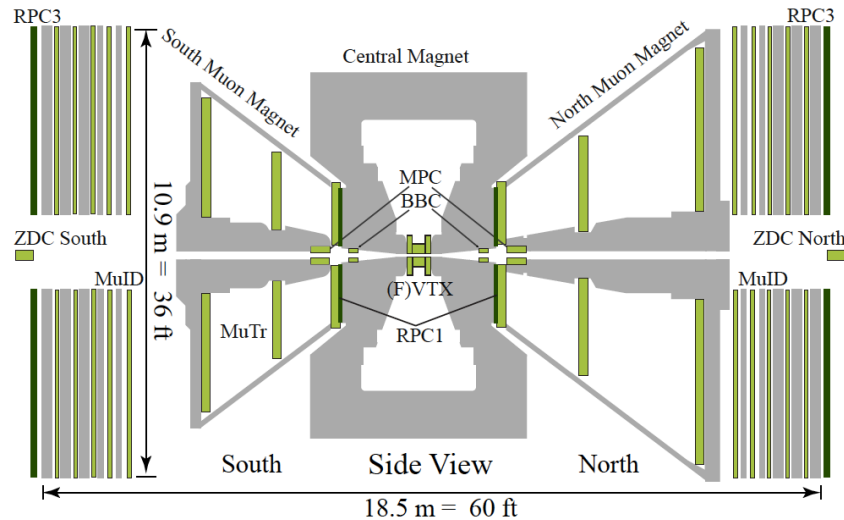 RPC3
RPC3
South Muon Magnet
Central Magnet
North Muon Magnet
MPC
BBC
10.9 m = 36 ft
ZDC South
ZDC North
MuID
MuID
(F)VTX
MuTr
RPC1
South
Side View
North
18.5 m = 60 ft